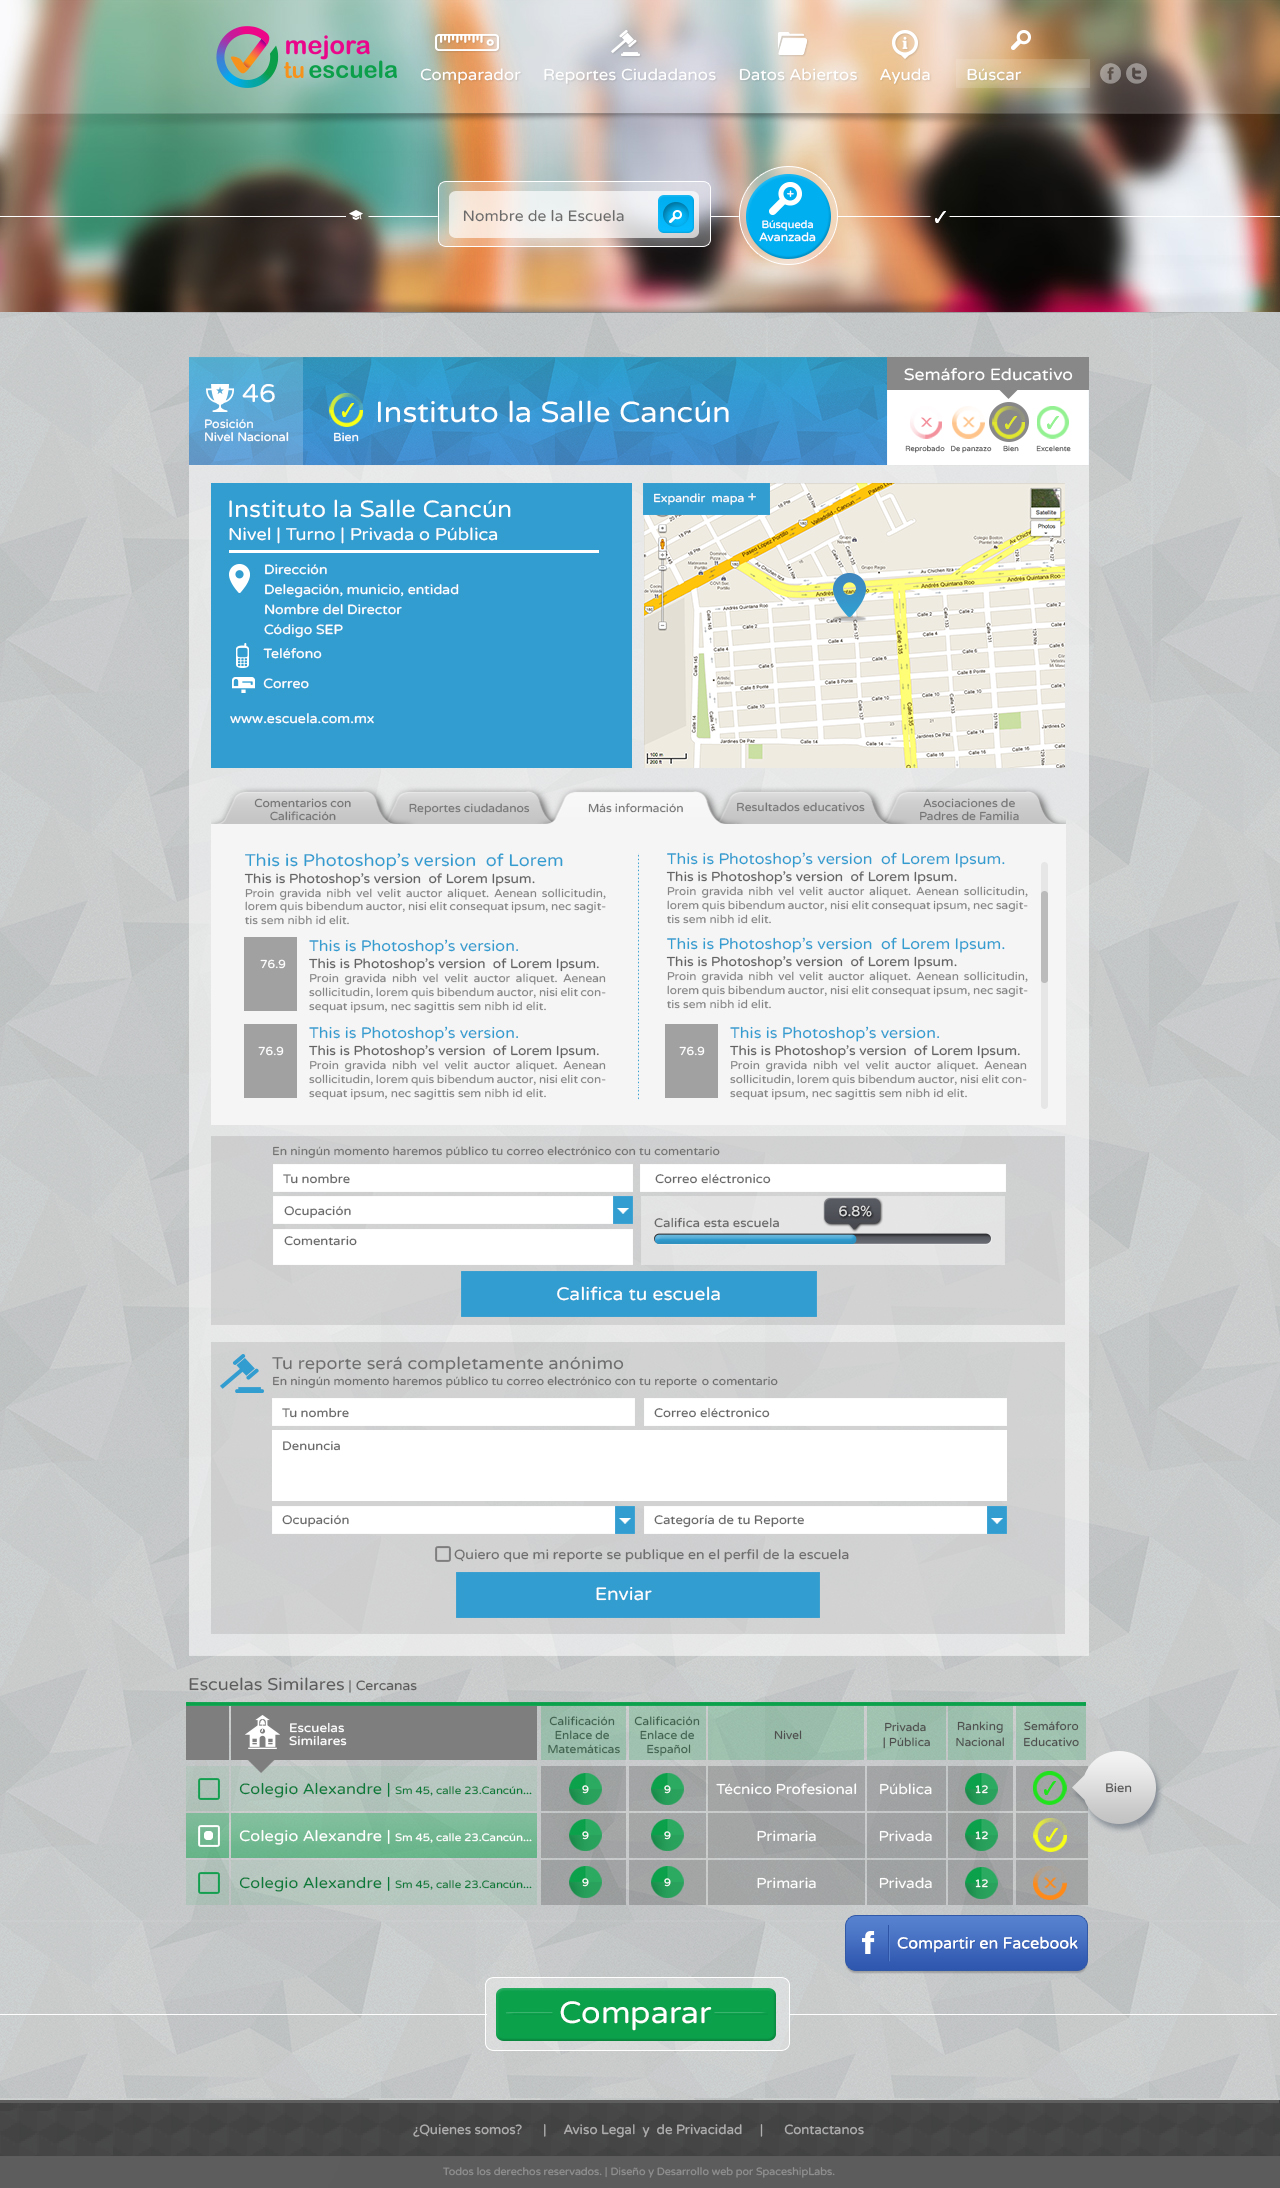 mejora
tu escuela
Comparador
Reportes Ciudadanos
Datos Abiertos
Ayuda
Búscar
Nombre de la Escuela
Búsqueda
Avanzada
46
Posición
Nivel Nacional
Bien
Instituto la Salle Cancún
Semáforo Educativo
Reprobado
De panzazo
Bien
Excelente
Instituto la Salle Cancún
Nivel | Turno | Privada o Pública
Dirección
Delegación, municio, entidad
Nombre del Director
Código SEP
Teléfono
Correo
www.escuela.com.mx
Expandir mapa +
Satellite
Photos
Comentarios con
Calificación
Reportes ciudadanos
Más información
Resultados educativos
Asociaciones de
Padres de Familia
This is Photoshop's version of Lorem
This is Photoshop's version of Lorem Ipsum.
Proin gravida nibh vel velit auctor aliquet. Aenean sollicitudin,
lorem quis bibendum auctor, nisi elit consequat ipsum, nec sagit-
tis sem nibh id elit.
76.9
This is Photoshop's version.
This is Photoshop's version of Lorem Ipsum.
Proin gravida nibh vel velit auctor aliquet. Aenean
sollicitudin, lorem quis bibendum auctor, nisi elit con-
sequat ipsum, nec sagittis sem nibh id elit.
76.9
This is Photoshop's version.
This is Photoshop's version of Lorem Ipsum.
Proin gravida nibh vel velit auctor aliquet. Aenean
sollicitudin, lorem quis bibendum auctor, nisi elit con-
sequat ipsum, nec sagittis sem nibh id elit.
This is Photoshop's version of Lorem Ipsum.
This is Photoshop's version of Lorem Ipsum.
Proin gravida nibh vel velit auctor aliquet. Aenean sollicitudin,
lorem quis bibendum auctor, nisi elit consequat ipsum, nec sagit-
tis sem nibh id elit.
This is Photoshop's version of Lorem Ipsum.
This is Photoshop's version of Lorem Ipsum.
Proin gravida nibh vel velit auctor aliquet. Aenean sollicitudin,
lorem quis bibendum auctor, nisi elit consequat ipsum, nec sagit-
tis sem nibh id elit.
76.9
This is Photoshop's version.
This is Photoshop's version of Lorem Ipsum.
Proin gravida nibh vel velit auctor aliquet. Aenean
sollicitudin, lorem quis bibendum auctor, nisi elit con-
sequat ipsum, nec sagittis sem nibh id elit.
En ningún momento haremos público tu correo electrónico con tu comentario
Tu nombre
Correo eléctronico
Ocupación
Califica esta escuela
6.8%
Comentario
Califica tu escuela
Tu reporte será completamente anónimo
En ningún momento haremos público tu correo electrónico con tu reporte o comentario
Tu nombre
Correo eléctronico
Denuncia
Ocupación
Categoría de tu Reporte
Quiero que mi reporte se publique en el perfil de la escuela
Enviar
Escuelas Similares | Cercanas
Escuelas
Similares
Calificación
Enlace de
Matemáticas
Calificación
Enlace de
Español
Nivel
Privada
| Pública
Ranking
Nacional
Semáforo
Educativo
Colegio Alexandre | Sm 45, calle 23.Cancún...
9
9
Técnico Profesional
Pública
12
Bien
Colegio Alexandre | Sm 45, calle 23.Cancún...
9
9
Primaria
Privada
12
Colegio Alexandre | Sm 45, calle 23.Cancún...
9
9
Primaria
Privada
12
Compartir en Facebook
Comparar
¿Quienes somos? | Aviso Legal y de Privacidad | Contactanos
Todos los derechos reservados. | Diseño y Desarrollo web por SpaceshipLabs.